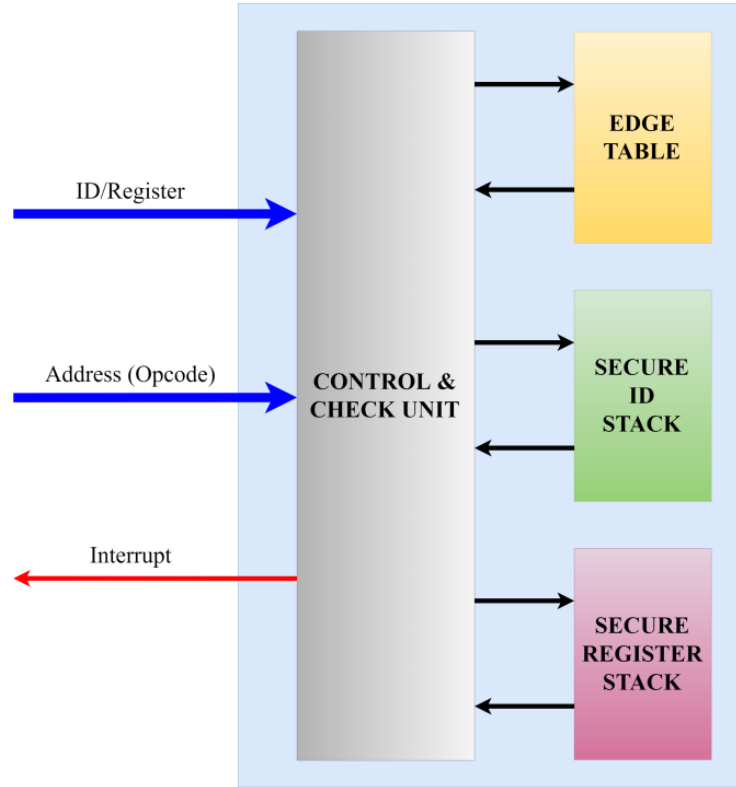 ID/Register
Address (Opcode)
Interrupt
CONTROL &
CHECK UNIT
EDGE
TABLE
SECURE
ID
STACK
SECURE
REGISTER
STACK